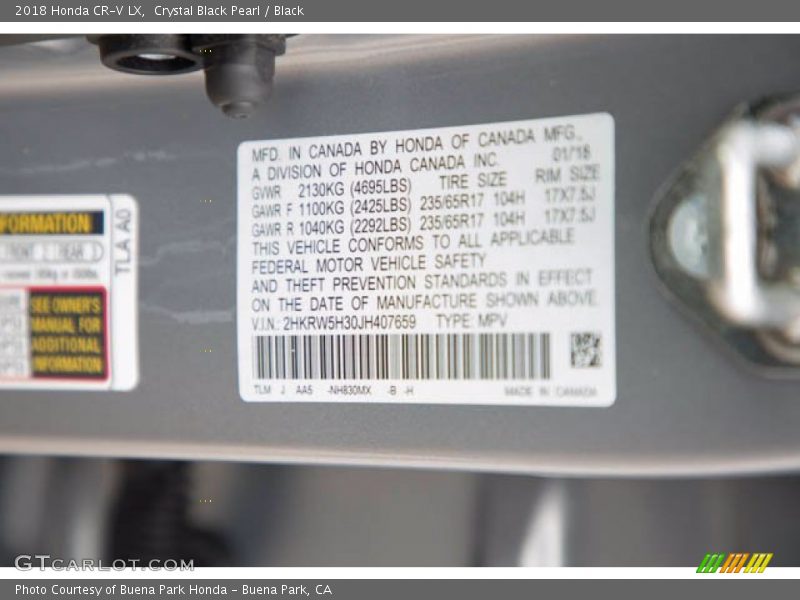 2018 Honda CR-V LX, Crystal Black Pearl / Black
MFD. IN CANADA BY HONDA OF CANADA MFG.,
A DIVISION OF HONDA CANADA INC. 01/18
GVWR 2130KG (4695LBS) TIRE SIZE RIM SIZE
GAWR F 1100KG (2425LBS) 235/65R17 104H 17X7.5J
GAWR R 1040KG (2292LBS) 235/65R17 104H 17X7.5J
THIS VEHICLE CONFORMS TO ALL APPLICABLE
FEDERAL MOTOR VEHICLE SAFETY
AND THEFT PREVENTION STANDARDS IN EFFECT
ON THE DATE OF MANUFACTURE SHOWN ABOVE.
V.I.N.: 2HKRW5H30JH407659 TYPE: MPV
TLM J AA5 -NH830MX -B -H MADE IN CANADA
FORMATION
TLA A0
SEE OWNER'S
MANUAL FOR
ADDITIONAL
INFORMATION
GTCARLOT.COM
Photo Courtesy of Buena Park Honda - Buena Park, CA